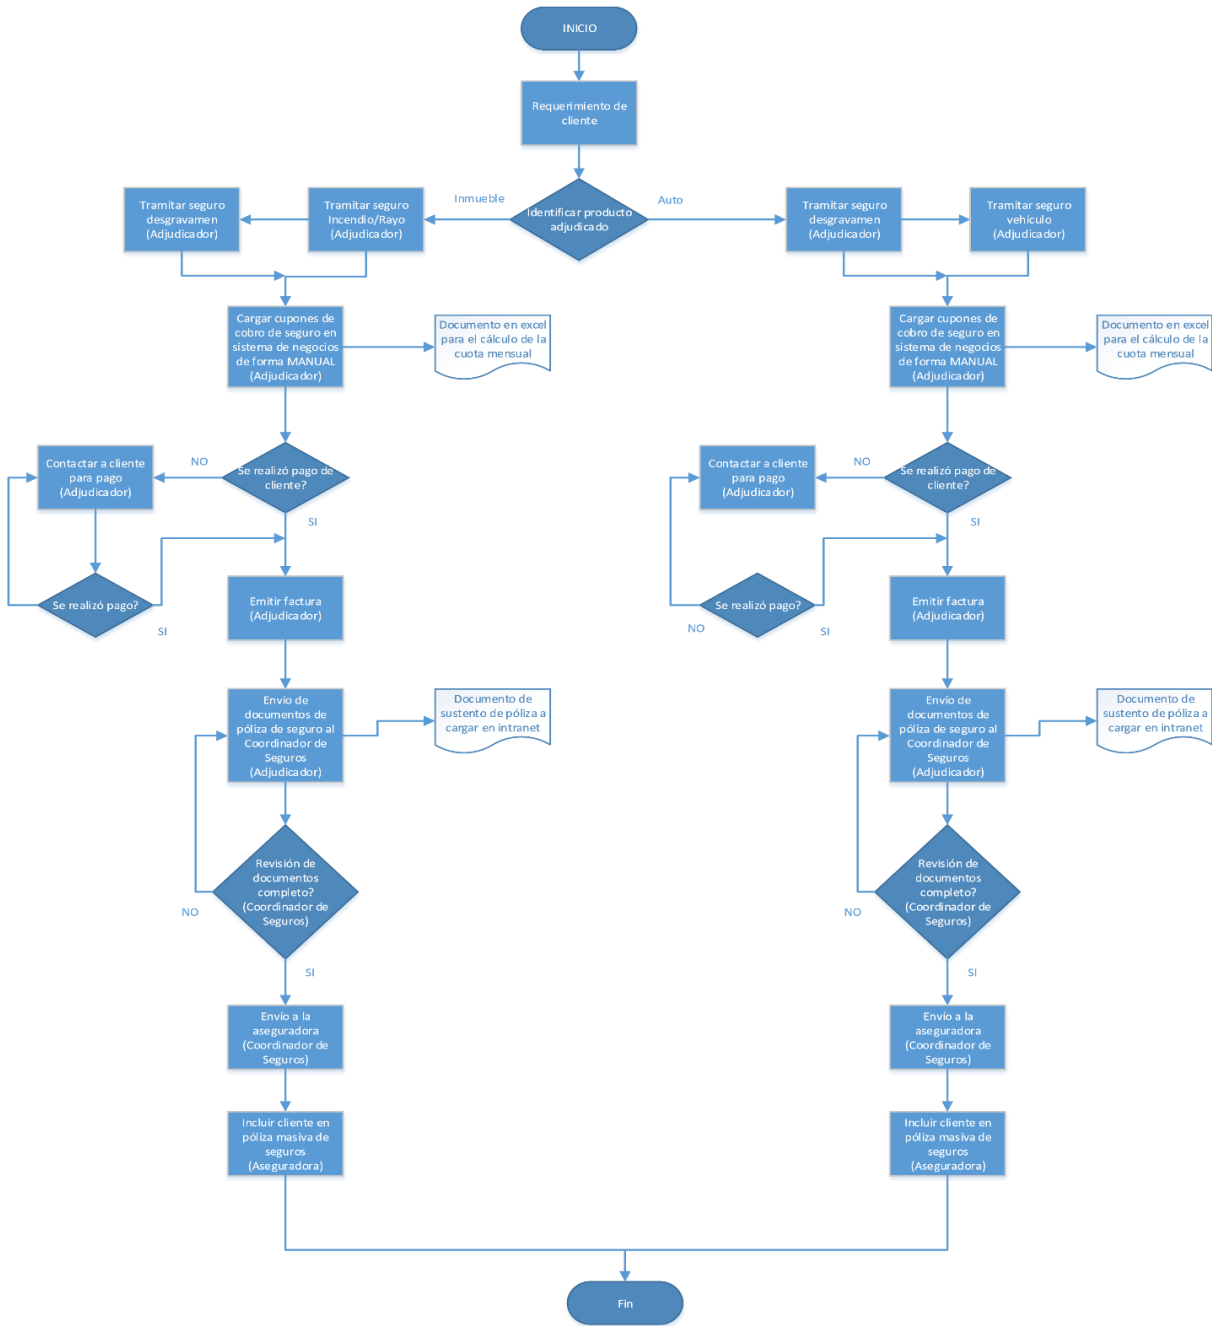 INICIO
Requerimiento de
cliente
Identificar producto
adjudicado
Inmueble
Auto
Tramitar seguro
desgravamen
(Adjudicador)
Tramitar seguro
Incendio/Rayo
(Adjudicador)
Tramitar seguro
desgravamen
(Adjudicador)
Tramitar seguro
vehículo
(Adjudicador)
Cargar cupones de
cobro de seguro en
sistema de negocios
de forma MANUAL
(Adjudicador)
Documento en excel
para el cálculo de la
cuota mensual
Cargar cupones de
cobro de seguro en
sistema de negocios
de forma MANUAL
(Adjudicador)
Documento en excel
para el cálculo de la
cuota mensual
Contactar a cliente
para pago
(Adjudicador)
NO
Se realizó pago de
cliente?
SI
Contactar a cliente
para pago
(Adjudicador)
NO
Se realizó pago de
cliente?
SI
Se realizó pago?
SI
Emitir factura
(Adjudicador)
Se realizó pago?
NO
SI
Emitir factura
(Adjudicador)
Envío de
documentos de
póliza de seguro al
Coordinador de
Seguros
(Adjudicador)
Documento de
sustento de póliza a
cargar en intranet
Envío de
documentos de
póliza de seguro al
Coordinador de
Seguros
(Adjudicador)
Documento de
sustento de póliza a
cargar en intranet
Revisión de
documentos
completo?
(Coordinador de
Seguros)
NO
SI
Revisión de
documentos
completo?
(Coordinador de
Seguros)
NO
SI
Envío a la
aseguradora
(Coordinador de
Seguros)
Envío a la
aseguradora
(Coordinador de
Seguros)
Incluir cliente en
póliza masiva de
seguros
(Aseguradora)
Incluir cliente en
póliza masiva de
seguros
(Aseguradora)
Fin